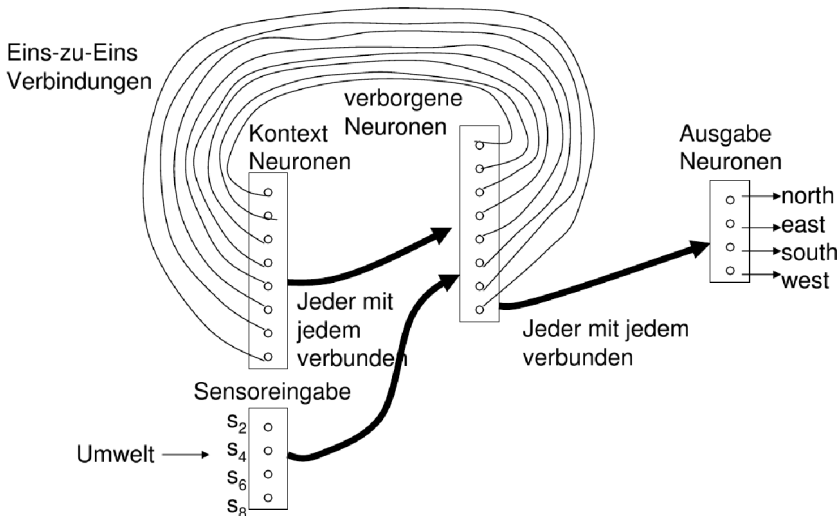 Eins-zu-Eins
Verbindungen
verborgene
Neuronen
Kontext
Neuronen
Ausgabe
Neuronen
north
east
south
west
Jeder mit
jedem
verbunden
Jeder mit jedem
verbunden
Sensoreingabe
Umwelt
s₂
s₄
s₆
s₈